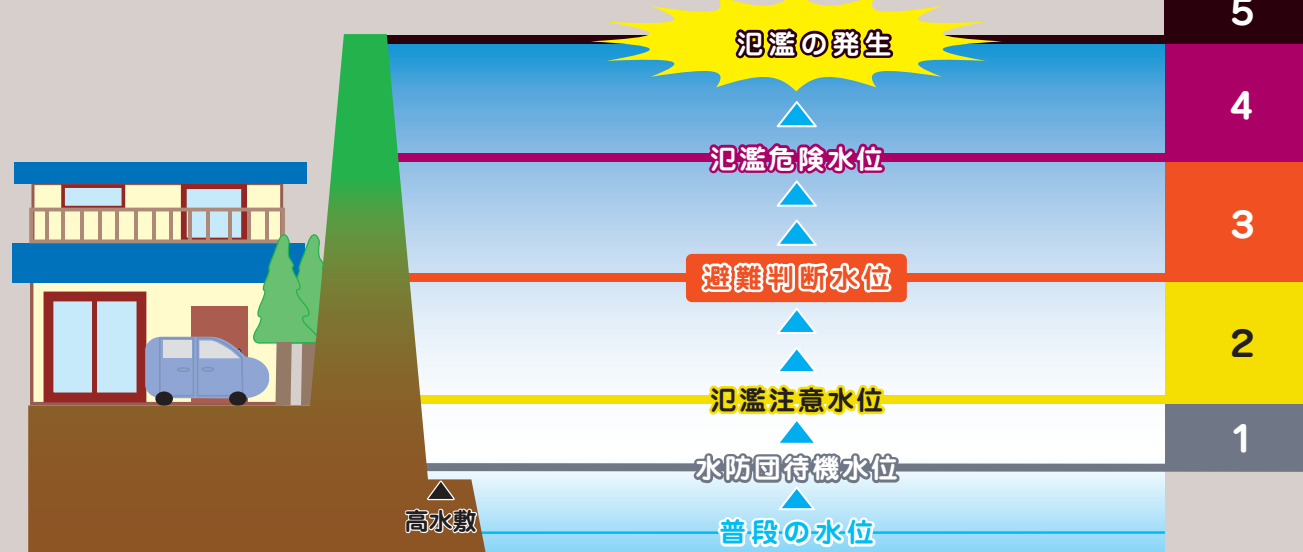 5
氾濫の発生
4
氾濫危険水位
3
避難判断水位
2
氾濫注意水位
1
水防団待機水位
高水敷
普段の水位